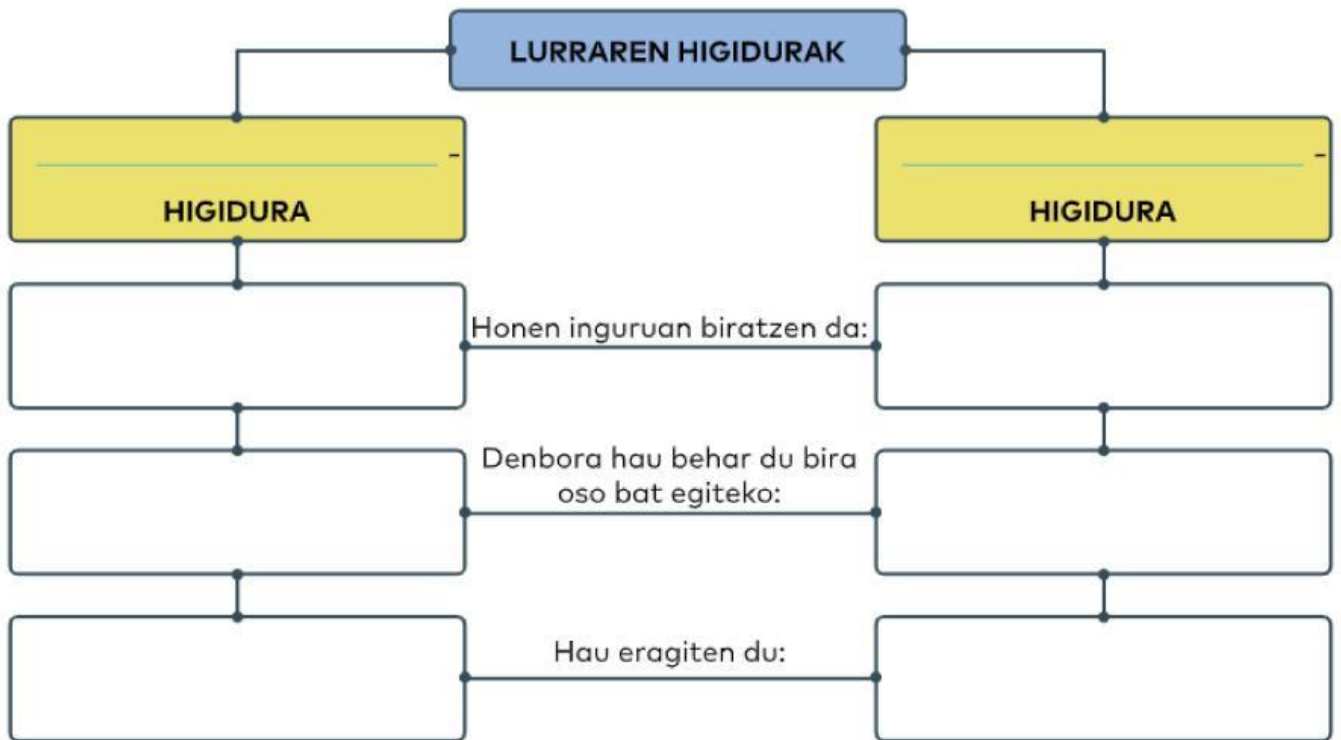 LURRAREN HIGIDURAK
-
HIGIDURA
-
HIGIDURA
Honen inguruan biratzen da:
Denbora hau behar du bira
oso bat egiteko:
Hau eragiten du: